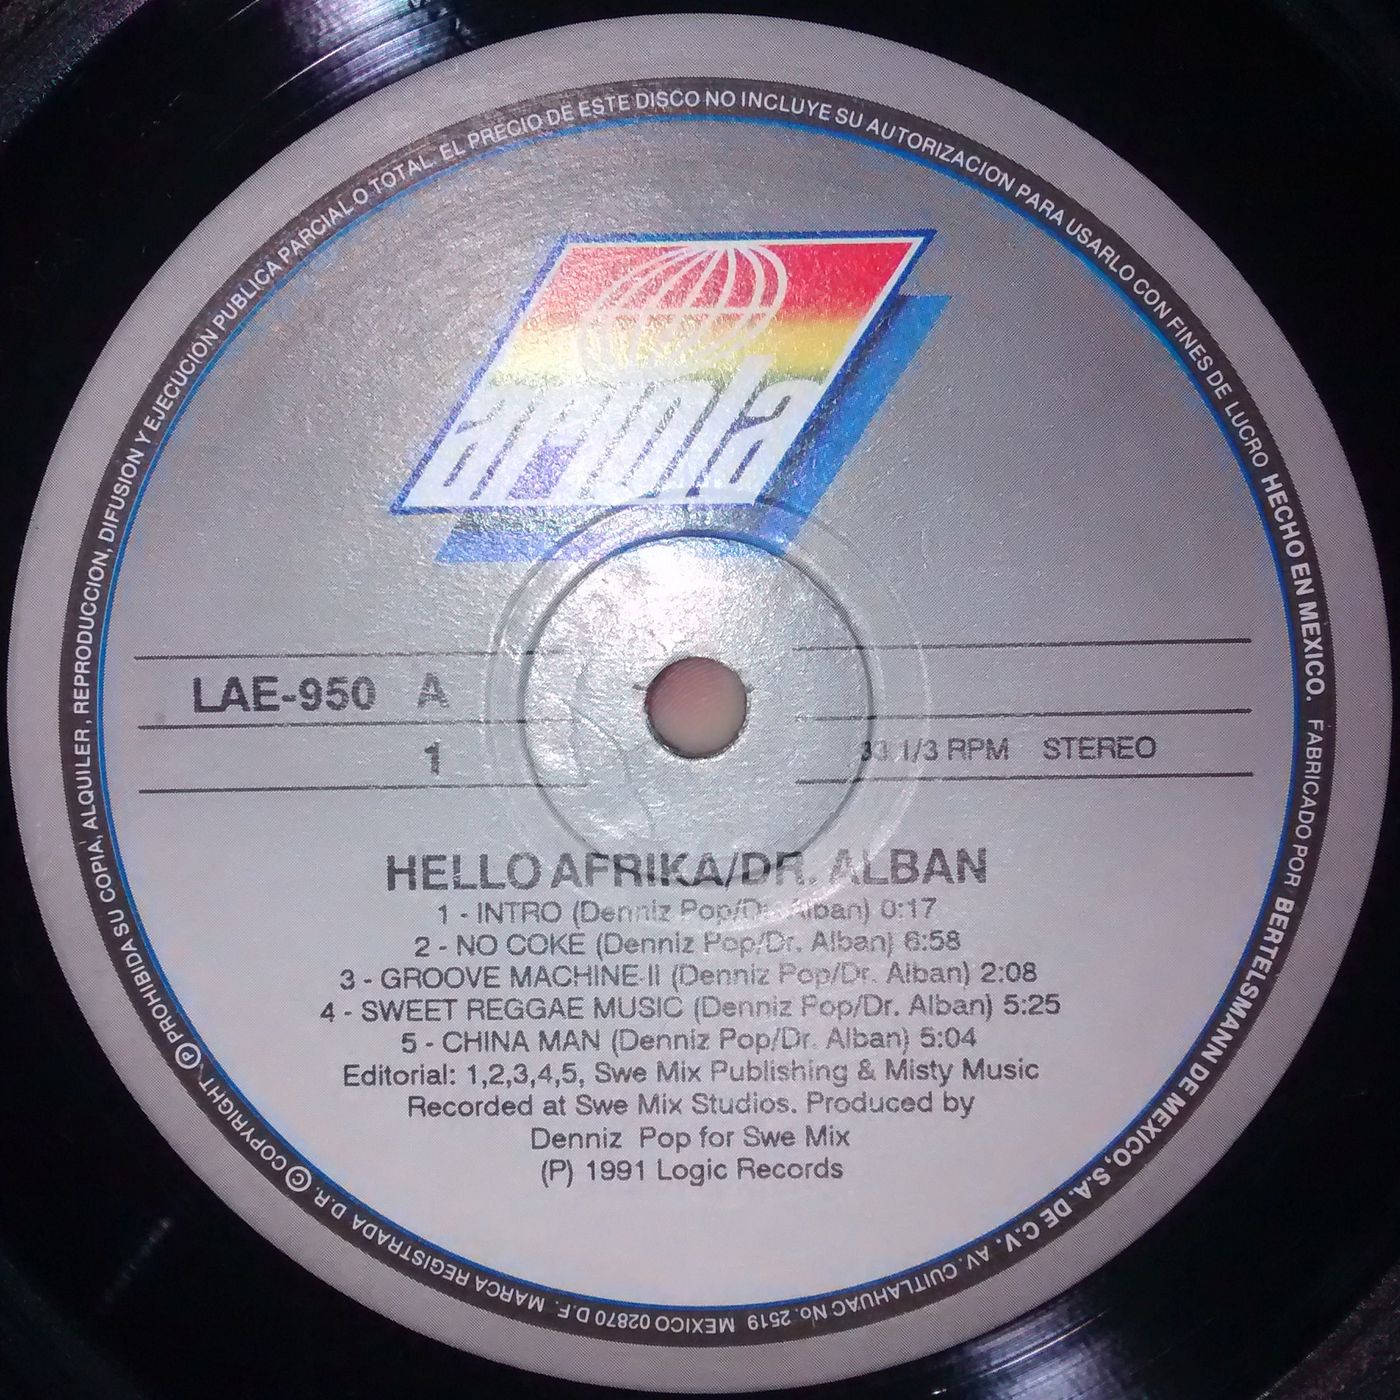 PROHIBIDA SU COPIA, ALQUILER, REPRODUCCION, DIFUSION Y EJECUCION PUBLICA PARCIAL O TOTAL. EL PRECIO DE ESTE DISCO NO INCLUYE SU AUTORIZACION PARA USARLO CON FINES DE LUCRO HECHO EN MEXICO. FABRICADO POR: BERTELSMANN DE MEXICO, S.A. DE C.V. AV. CUITLAHUAC No. 2519 MEXICO 02870 D.F. MARCA REGISTRADA D.R. © COPYRIGHT, ℗
ariola
LAE-950 A
1
33 1/3 RPM STEREO
HELLO AFRIKA/DR. ALBAN
1 - INTRO (Denniz Pop/Dr. Alban) 0:17
2 - NO COKE (Denniz Pop/Dr. Alban) 6:58
3 - GROOVE MACHINE II (Denniz Pop/Dr. Alban) 2:08
4 - SWEET REGGAE MUSIC (Denniz Pop/Dr. Alban) 5:25
5 - CHINA MAN (Denniz Pop/Dr. Alban) 5:04
Editorial: 1,2,3,4,5, Swe Mix Publishing & Misty Music
Recorded at Swe Mix Studios. Produced by
Denniz Pop for Swe Mix
(P) 1991 Logic Records